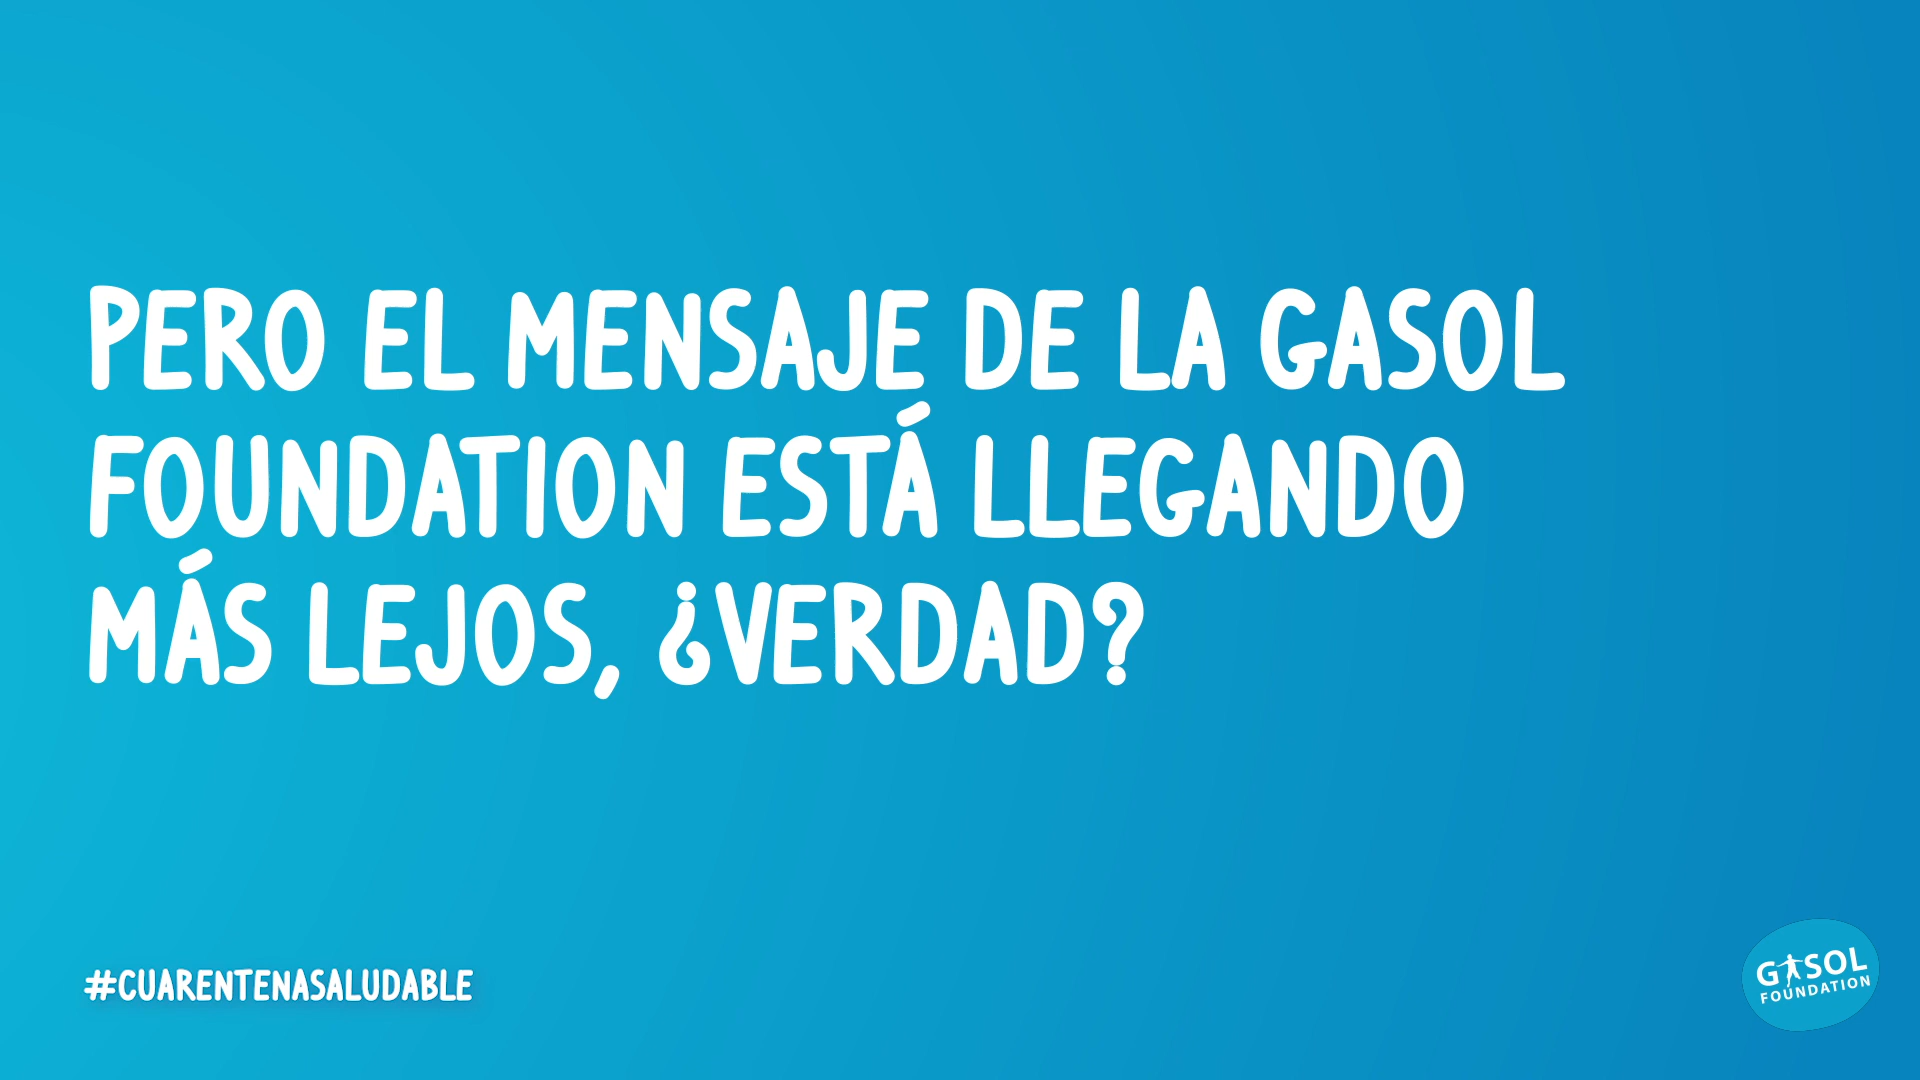 PERO EL MENSAJE DE LA GASOL
FOUNDATION ESTÁ LLEGANDO
MÁS LEJOS, ¿VERDAD?
#CUARENTENASALUDABLE
GASOL
FOUNDATION